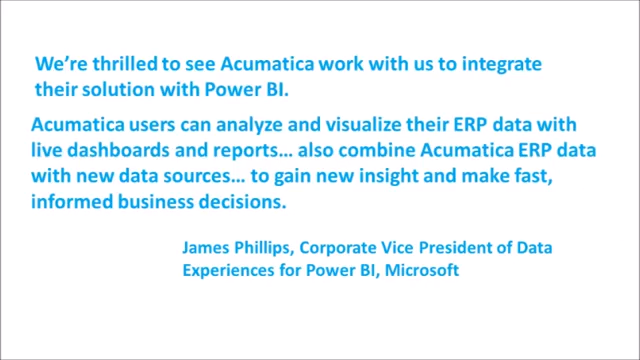 We're thrilled to see Acumatica work with us to integrate
their solution with Power BI.
Acumatica users can analyze and visualize their ERP data with
live dashboards and reports… also combine Acumatica ERP data
with new data sources… to gain new insight and make fast,
informed business decisions.
James Phillips, Corporate Vice President of Data
Experiences for Power BI, Microsoft